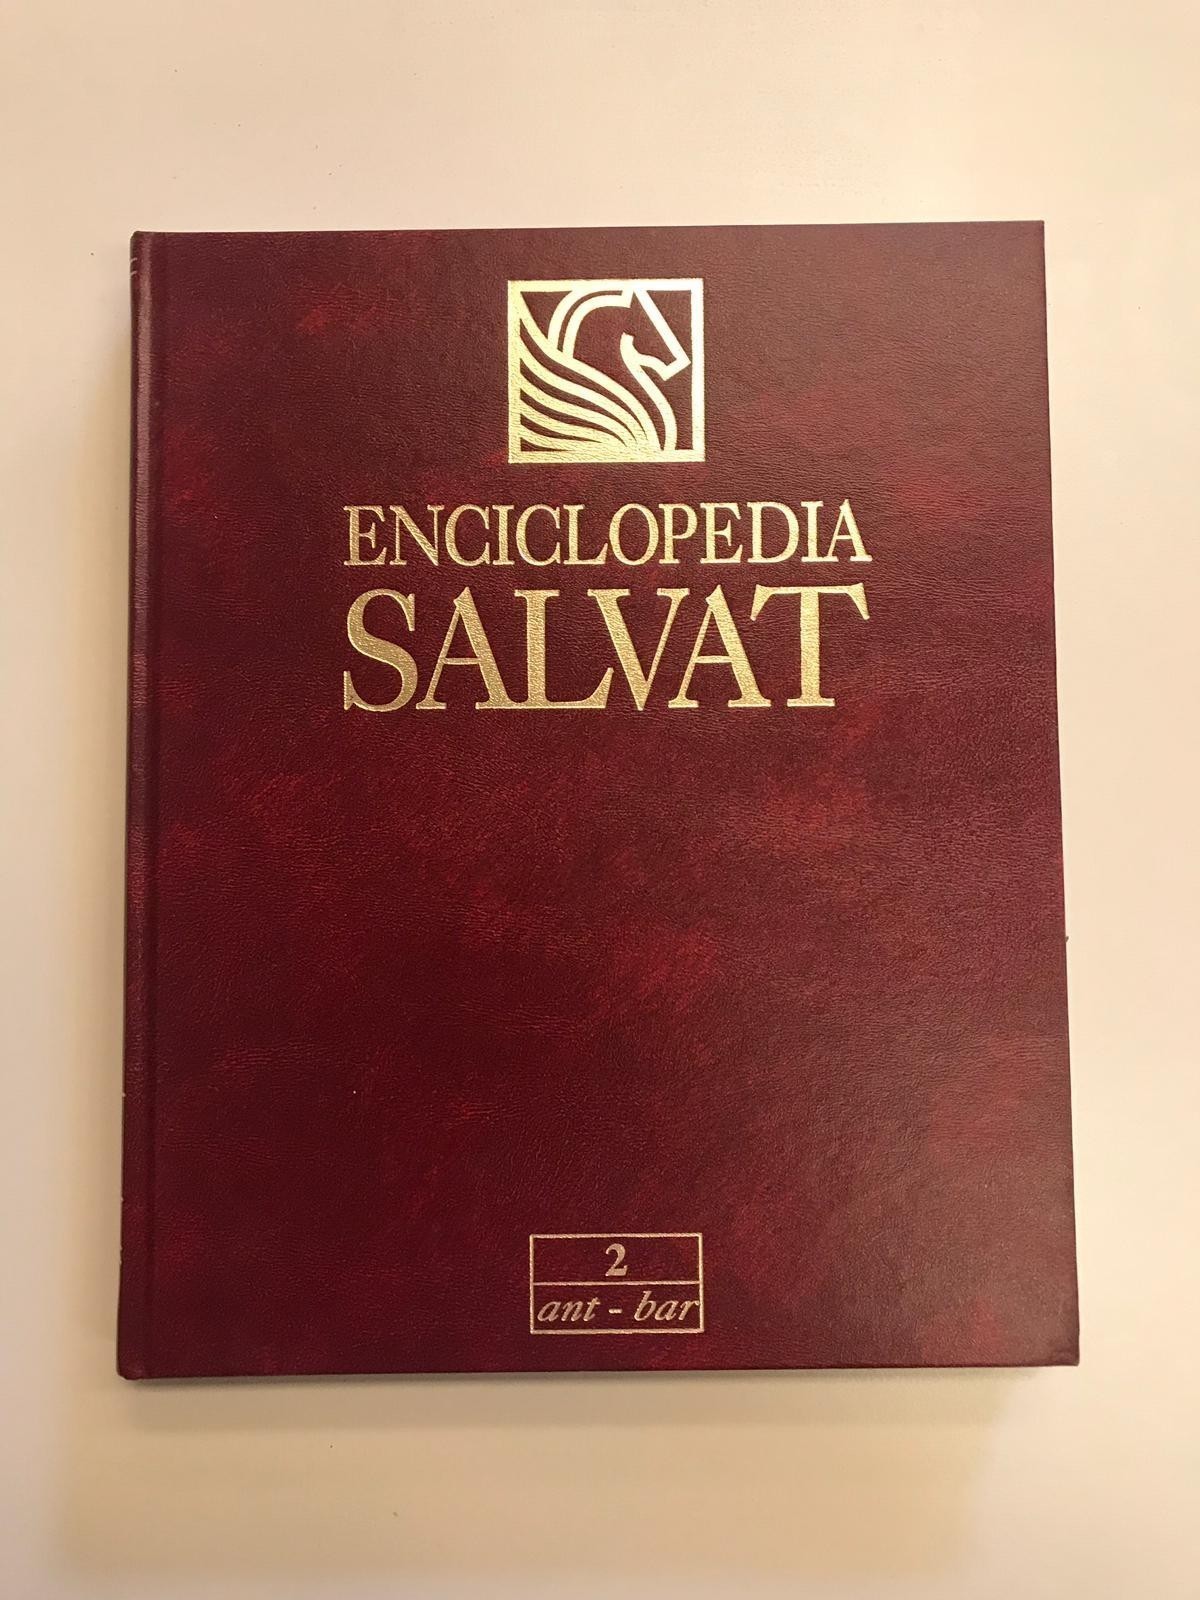 ENCICLOPEDIA
SALVAT
2
ant - bar